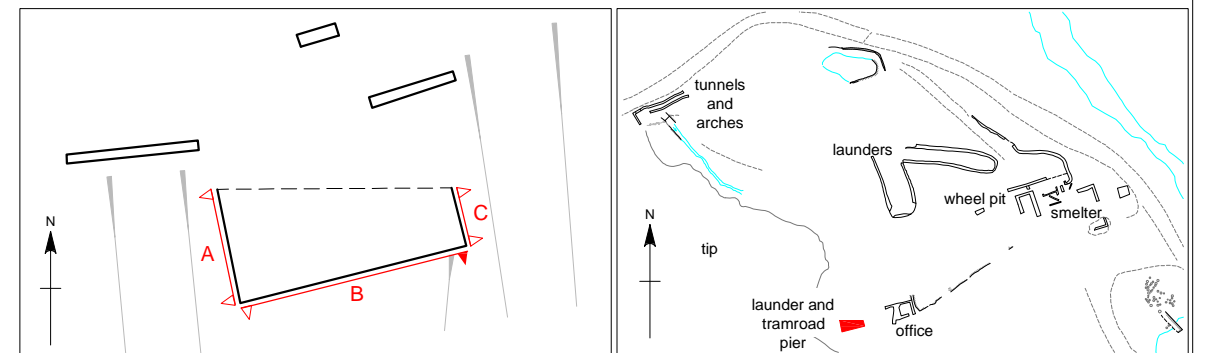 N
A
B
C
tunnels
and
arches
launders
wheel pit
smelter
N
tip
launder and
tramroad
pier
office